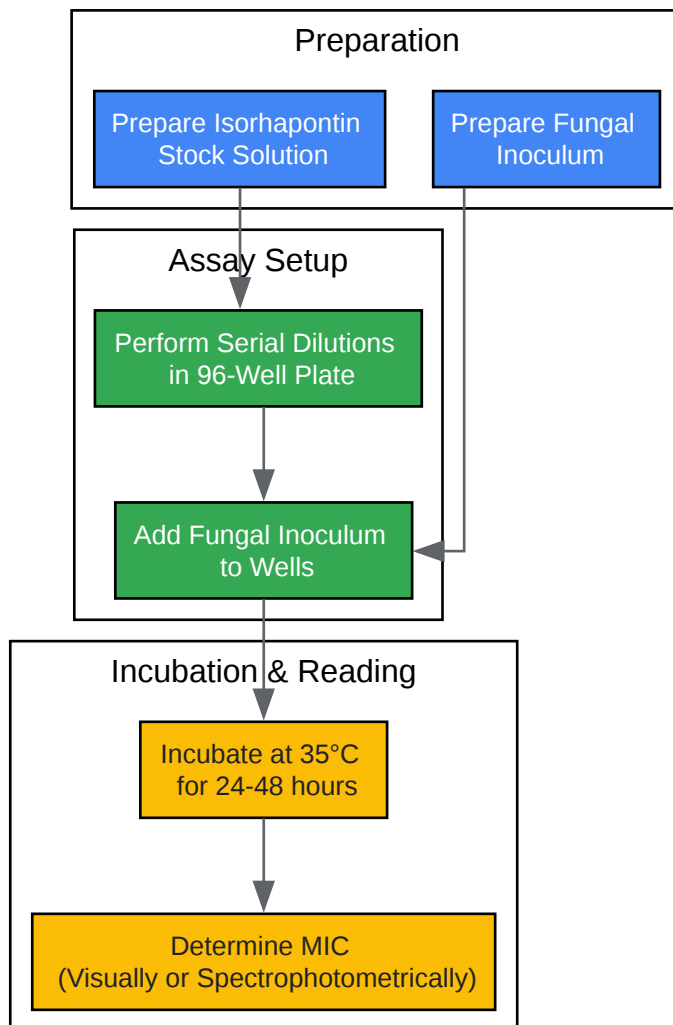 Preparation
Prepare Isorhapontin
Stock Solution
Prepare Fungal
Inoculum
Assay Setup
Perform Serial Dilutions
in 96-Well Plate
Add Fungal Inoculum
to Wells
Incubation & Reading
Incubate at 35°C
for 24-48 hours
Determine MIC
(Visually or Spectrophotometrically)